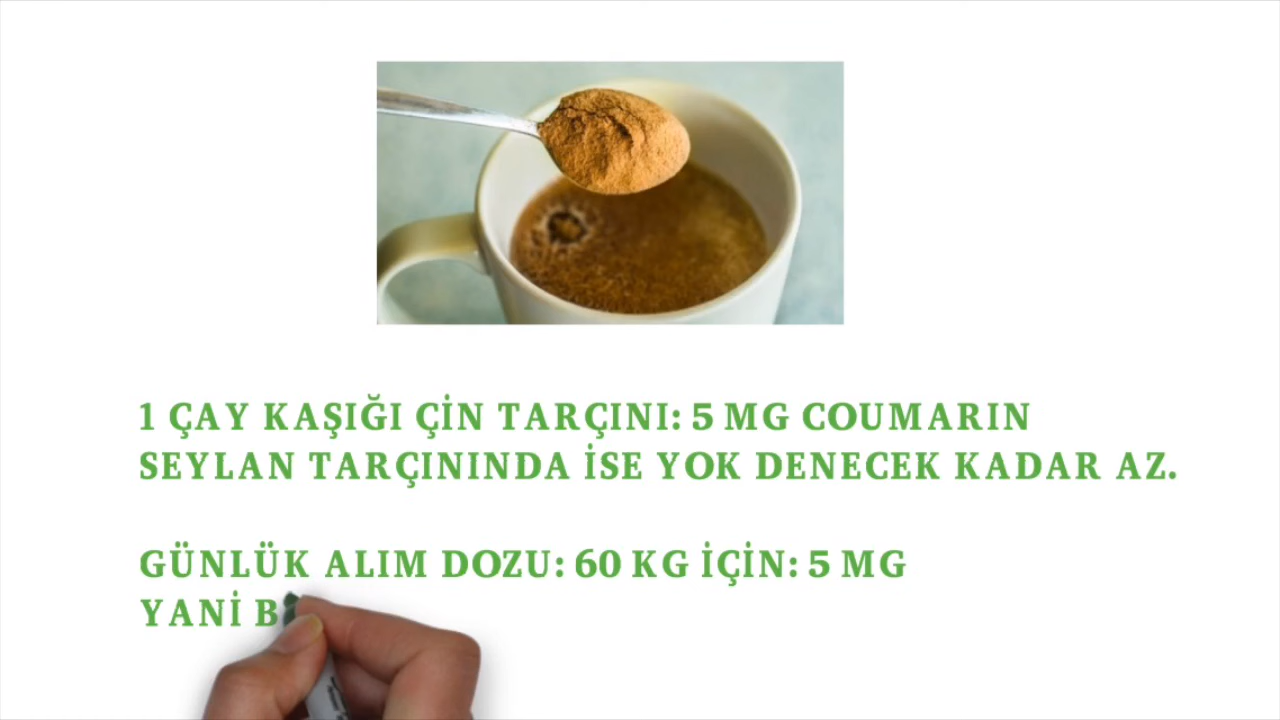 1 ÇAY KAŞIĞI ÇİN TARÇINI: 5 MG COUMARIN
SEYLAN TARÇININDA İSE YOK DENECEK KADAR AZ.
GÜNLÜK ALIM DOZU: 60 KG İÇİN: 5 MG
YANİ B